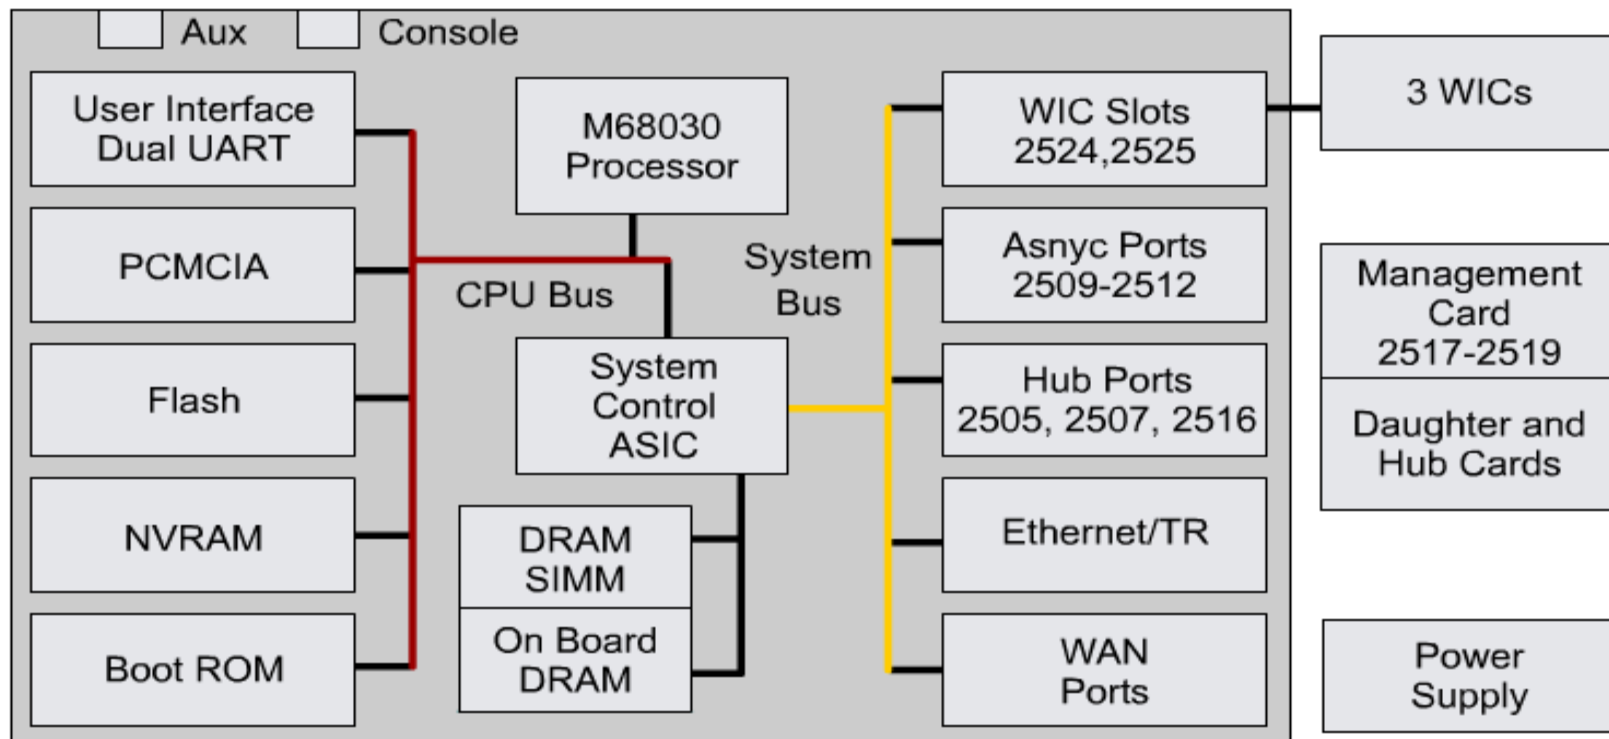 Aux
Console
User Interface
Dual UART
PCMCIA
Flash
NVRAM
Boot ROM
M68030
Processor
CPU Bus
System
Control
ASIC
DRAM
SIMM
On Board
DRAM
System
Bus
WIC Slots
2524,2525
Asnyc Ports
2509-2512
Hub Ports
2505, 2507, 2516
Ethernet/TR
WAN
Ports
3 WICs
Management
Card
2517-2519
Daughter and
Hub Cards
Power
Supply